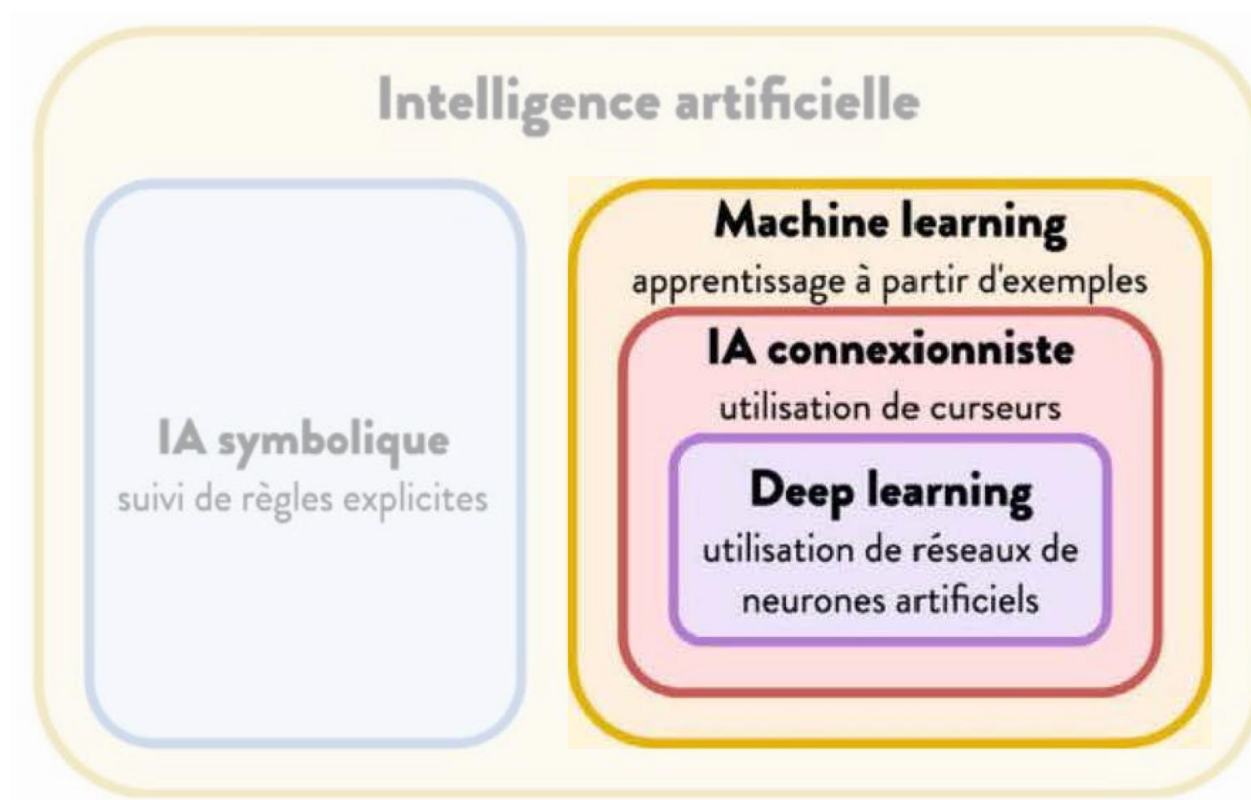 Intelligence artificielle
IA symbolique
suivi de règles explicites
Machine learning
apprentissage à partir d'exemples
IA connexionniste
utilisation de curseurs
Deep learning
utilisation de réseaux de
neurones artificiels